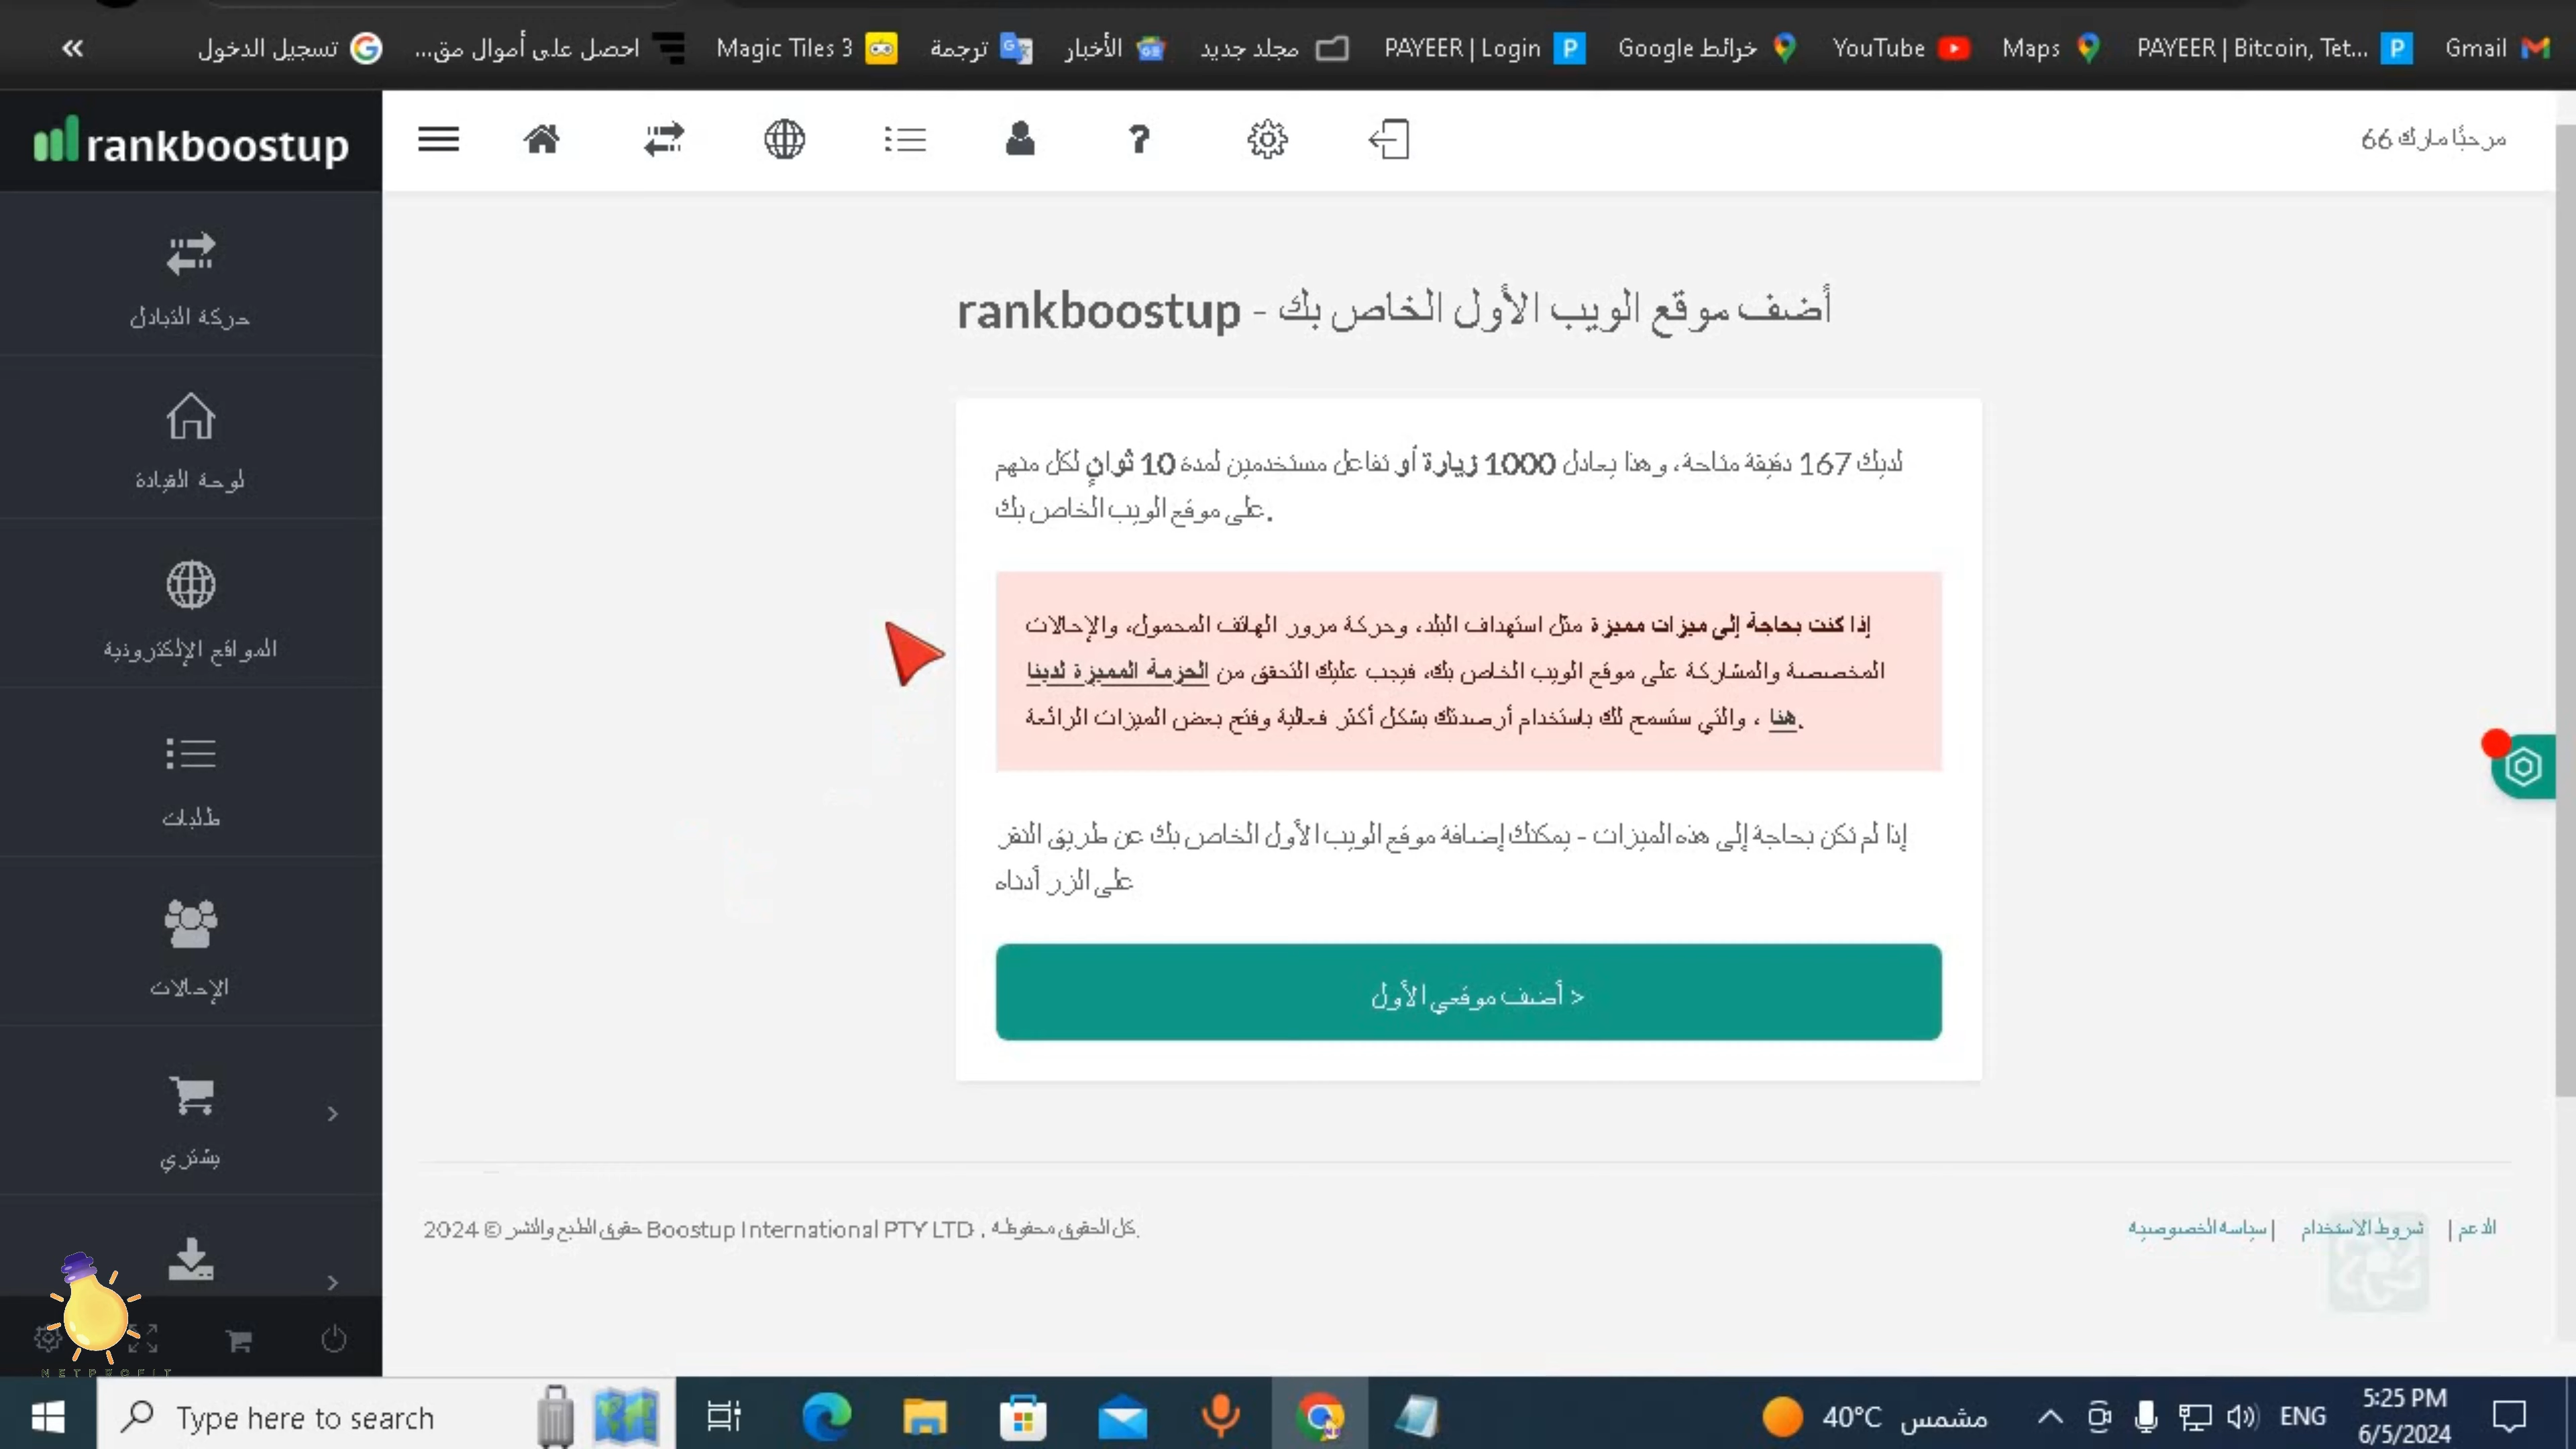 تسجيل الدخول
احصل على أموال مق...
Magic Tiles 3
ترجمة
الأخبار
مجلد جديد
PAYEER | Login
خرائط Google
YouTube
Maps
PAYEER | Bitcoin, Tet...
Gmail
rankboostup
مرحبًا مارك 66
حركة التبادل
لوحة القيادة
المواقع الإلكترونية
طلبات
الإحالات
يشتري
أضف موقع الويب الأول الخاص بك - rankboostup
لديك 167 دقيقة متاحة، وهذا يعادل 1000 زيارة أو تفاعل مستخدمين لمدة 10 ثوانٍ لكل منهم
على موقع الويب الخاص بك.
إذا كنت بحاجة إلى ميزات مميزة مثل استهداف البلد، وحركة مرور الهاتف المحمول، والإحالات
المخصصة والمشاركة على موقع الويب الخاص بك، فيجب عليك التحقق من الحزمة المميزة لدينا
هنا ، والتي ستسمح لك باستخدام أرصدتك بشكل أكثر فعالية وفتح بعض الميزات الرائعة.
إذا لم تكن بحاجة إلى هذه الميزات - يمكنك إضافة موقع الويب الأول الخاص بك عن طريق النقر
على الزر أدناه
أضف موقعي الأول >
حقوق الطبع والنشر © 2024 Boostup International PTY LTD . كل الحقوق محفوظة.
الدعم | شروط الاستخدام | سياسة الخصوصية
NETPROFIT
Type here to search
40°C مشمس
ENG
5:25 PM
6/5/2024